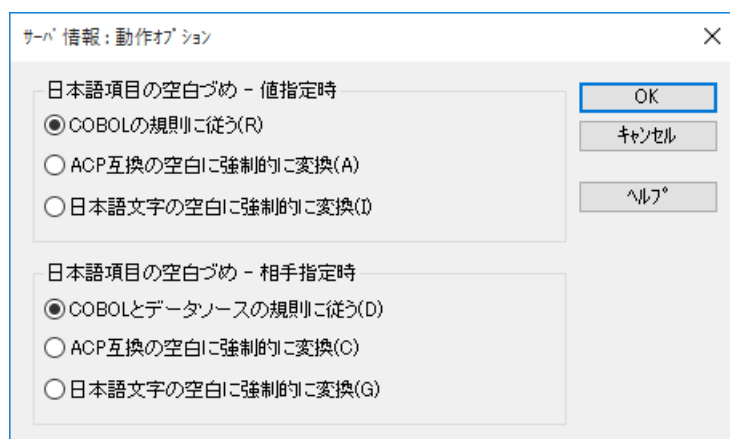 ｻｰﾊﾞ情報：動作ｵﾌﾟｼｮﾝ
日本語項目の空白づめ - 値指定時
COBOLの規則に従う(R)
ACP互換の空白に強制的に変換(A)
日本語文字の空白に強制的に変換(I)
OK
ｷｬﾝｾﾙ
ﾍﾙﾌﾟ
日本語項目の空白づめ - 相手指定時
COBOLとデータソースの規則に従う(D)
ACP互換の空白に強制的に変換(C)
日本語文字の空白に強制的に変換(G)